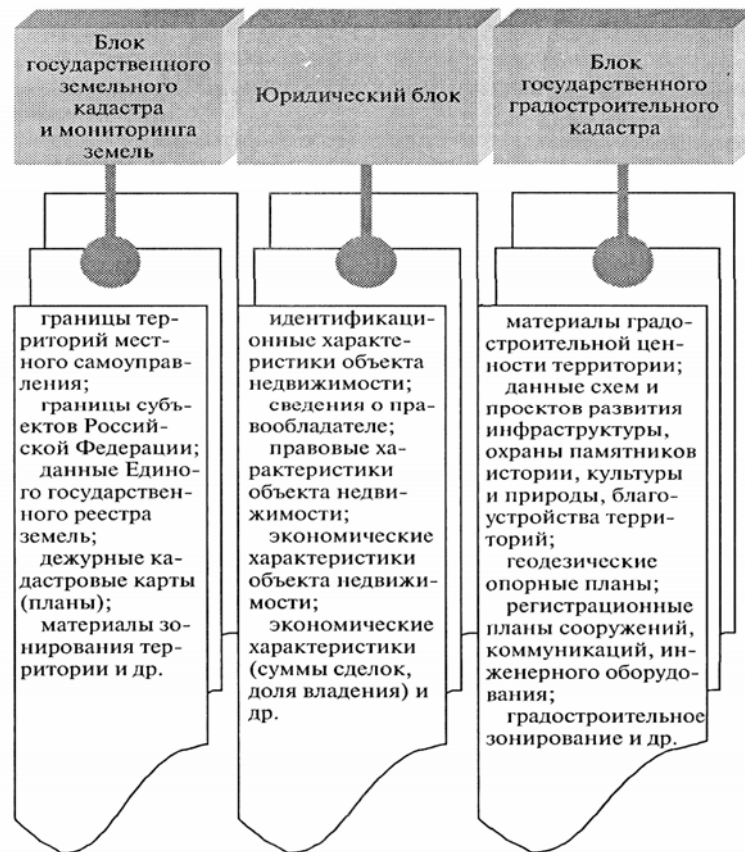 Блок
государственного
земельного
кадастра
и мониторинга
земель
Юридический блок
Блок
государственного
градостроительного
кадастра
границы тер-
риторий мест-
ного самоуправ-
ления;
границы субъ-
ектов Россий-
ской Федерации;
данные Едино-
го государствен-
ного реестра
земель;
дежурные ка-
дастровые карты
(планы);
материалы зо-
нирования тер-
ритории и др.
идентификаци-
онные характе-
ристики объекта
недвижимости;
сведения о пра-
вообладателе;
правовые ха-
рактеристики
объекта недви-
жимости;
экономические
характеристики
объекта недвижи-
мости;
экономические
характеристики
(суммы сделок,
доля владения) и
др.
материалы градо-
строительной цен-
ности территории;
данные схем и
проектов развития
инфраструктуры,
охраны памятников
истории, культуры
и природы, благо-
устройства терри-
торий;
геодезические
опорные планы;
регистрационные
планы сооружений,
коммуникаций, ин-
женерного оборудо-
вания;
градостроительное
зонирование и др.